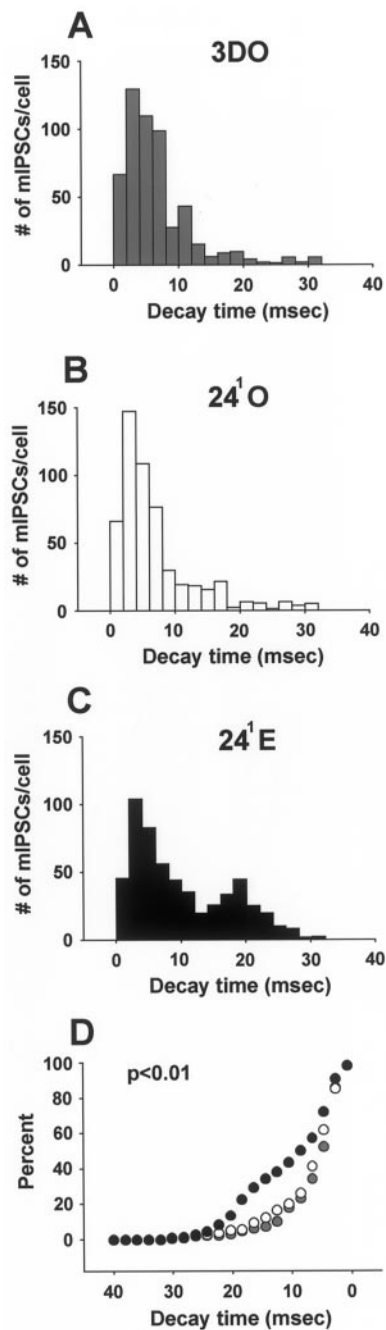 A
3DO
# of mIPSCs/cell
150
100
50
0
0 10 20 30 40
Decay time (msec)
B
24¹O
# of mIPSCs/cell
150
100
50
0
0 10 20 30 40
Decay time (msec)
C
24¹E
# of mIPSCs/cell
150
100
50
0
0 10 20 30 40
Decay time (msec)
D
p<0.01
Percent
100
80
60
40
20
0
40 30 20 10 0
Decay time (msec)